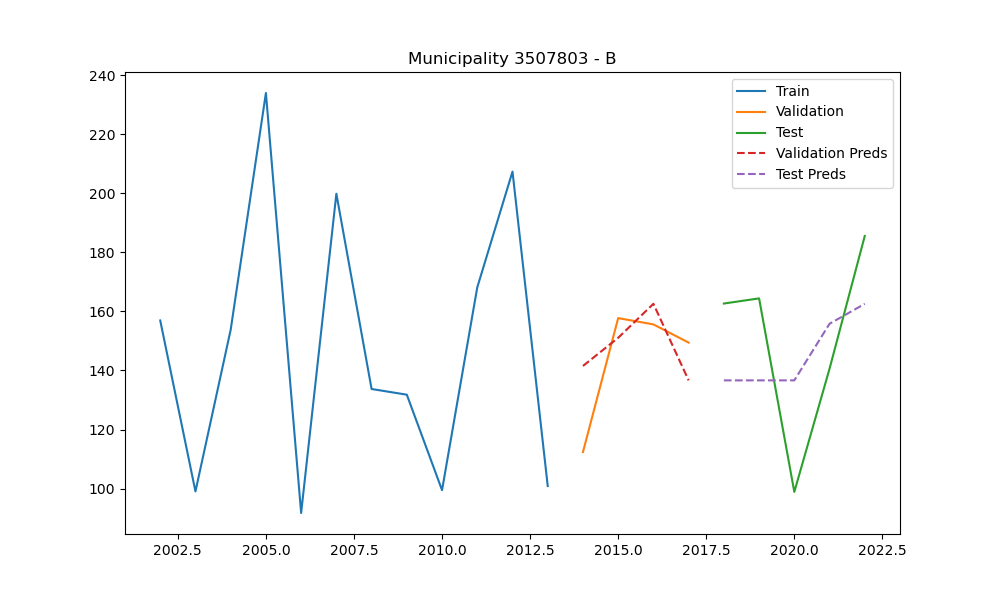 Municipality 3507803 - B
240
220
200
180
160
140
120
100
Train
Validation
Test
Validation Preds
Test Preds
2002.5 2005.0 2007.5 2010.0 2012.5 2015.0 2017.5 2020.0 2022.5